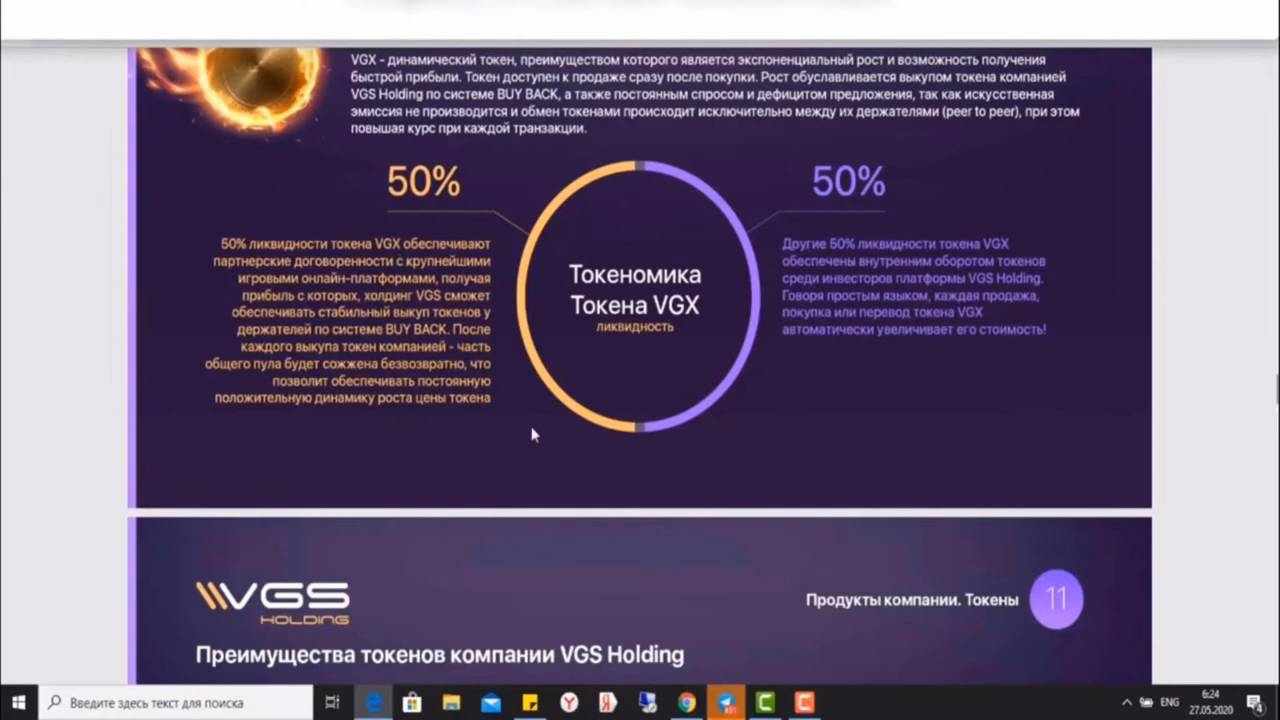 VGX - динамический токен, преимуществом которого является экспоненциальный рост и возможность получения
быстрой прибыли. Токен доступен к продаже сразу после покупки. Рост обуславливается выкупом токена компанией
VGS Holding по системе BUY BACK, а также постоянным спросом и дефицитом предложения, так как искусственная
эмиссия не производится и обмен токенами происходит исключительно между их держателями (peer to peer), при этом
повышая курс при каждой транзакции.
50%
50% ликвидности токена VGX обеспечивают
партнерские договоренности с крупнейшими
игровыми онлайн-платформами, получая
прибыль с которых, холдинг VGS сможет
обеспечивать стабильный выкуп токенов у
держателей по системе BUY BACK. После
каждого выкупа токен компанией - часть
общего пула будет сожжена безвозвратно, что
позволит обеспечивать постоянную
положительную динамику роста цены токена
Токеномика
Токена VGX
ликвидность
50%
Другие 50% ликвидности токена VGX
обеспечены внутренним оборотом токенов
среди инвесторов платформы VGS Holding.
Говоря простым языком, каждая продажа,
покупка или перевод токена VGX
автоматически увеличивает его стоимость!
VGS
HOLDING
Продукты компании. Токены
11
Преимущества токенов компании VGS Holding
Введите здесь текст для поиска
ENG
6:24
27.05.2020
4